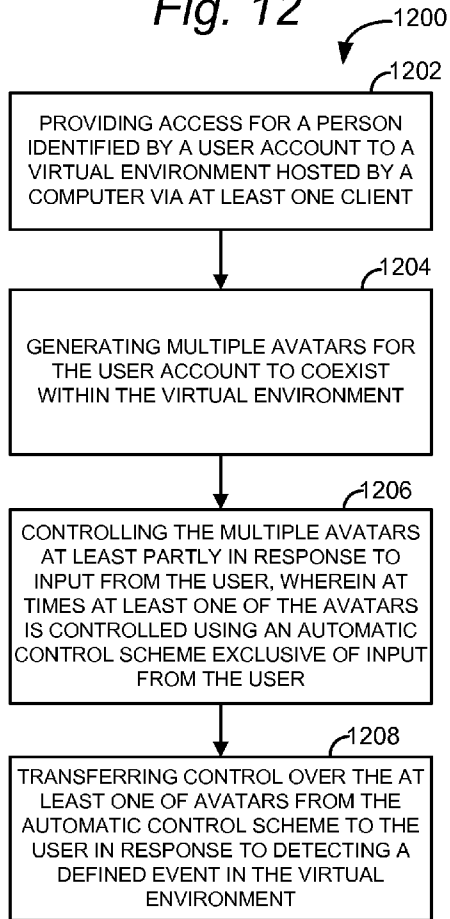 Fig. 12
1200
1202
PROVIDING ACCESS FOR A PERSON
IDENTIFIED BY A USER ACCOUNT TO A
VIRTUAL ENVIRONMENT HOSTED BY A
COMPUTER VIA AT LEAST ONE CLIENT
1204
GENERATING MULTIPLE AVATARS FOR
THE USER ACCOUNT TO COEXIST
WITHIN THE VIRTUAL ENVIRONMENT
1206
CONTROLLING THE MULTIPLE AVATARS
AT LEAST PARTLY IN RESPONSE TO
INPUT FROM THE USER, WHEREIN AT
TIMES AT LEAST ONE OF THE AVATARS
IS CONTROLLED USING AN AUTOMATIC
CONTROL SCHEME EXCLUSIVE OF INPUT
FROM THE USER
1208
TRANSFERRING CONTROL OVER THE AT
LEAST ONE OF AVATARS FROM THE
AUTOMATIC CONTROL SCHEME TO THE
USER IN RESPONSE TO DETECTING A
DEFINED EVENT IN THE VIRTUAL
ENVIRONMENT